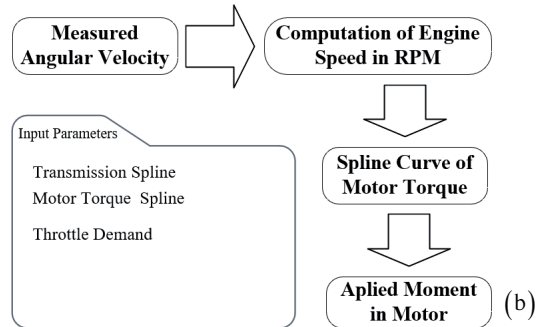 Measured
Angular Velocity
Computation of Engine
Speed in RPM
Input Parameters
Transmission Spline
Motor Torque Spline
Throttle Demand
Spline Curve of
Motor Torque
Aplied Moment
in Motor
(b)